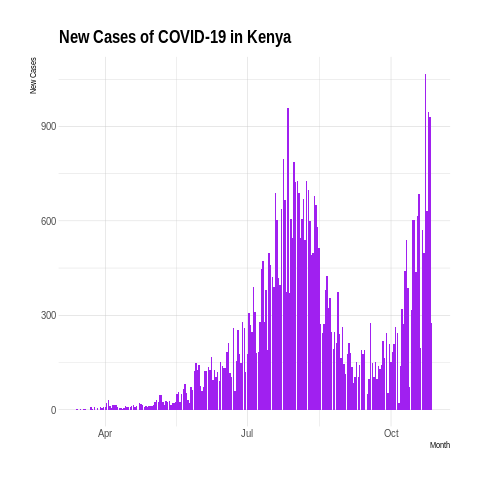 New Cases of COVID-19 in Kenya
New Cases
900
600
300
0
Apr
Jul
Oct
Month